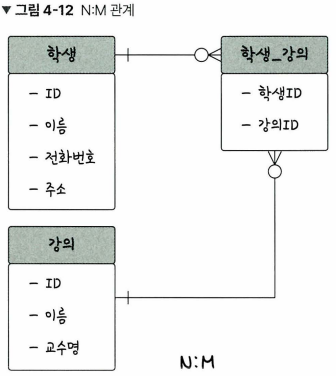 ▼ 그림 4-12 N:M 관계
학생
- ID
- 이름
- 전화번호
- 주소
학생_강의
- 학생ID
- 강의ID
강의
- ID
- 이름
- 교수명
N:M